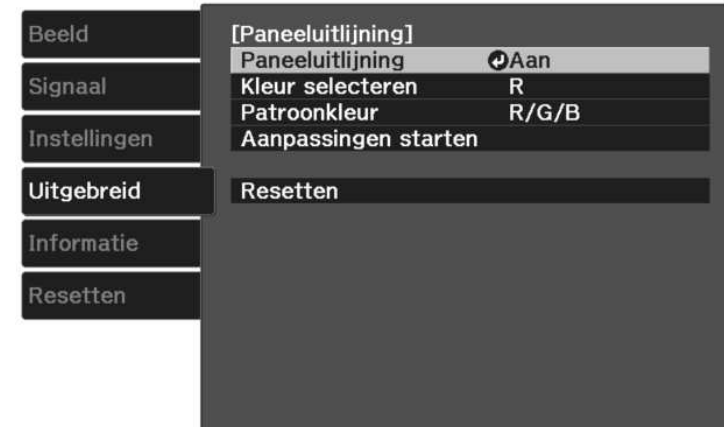 Beeld
Signaal
Instellingen
Uitgebreid
Informatie
Resetten
[Paneeluitlijning]
Paneeluitlijning Aan
Kleur selecteren R
Patroonkleur R/G/B
Aanpassingen starten
Resetten